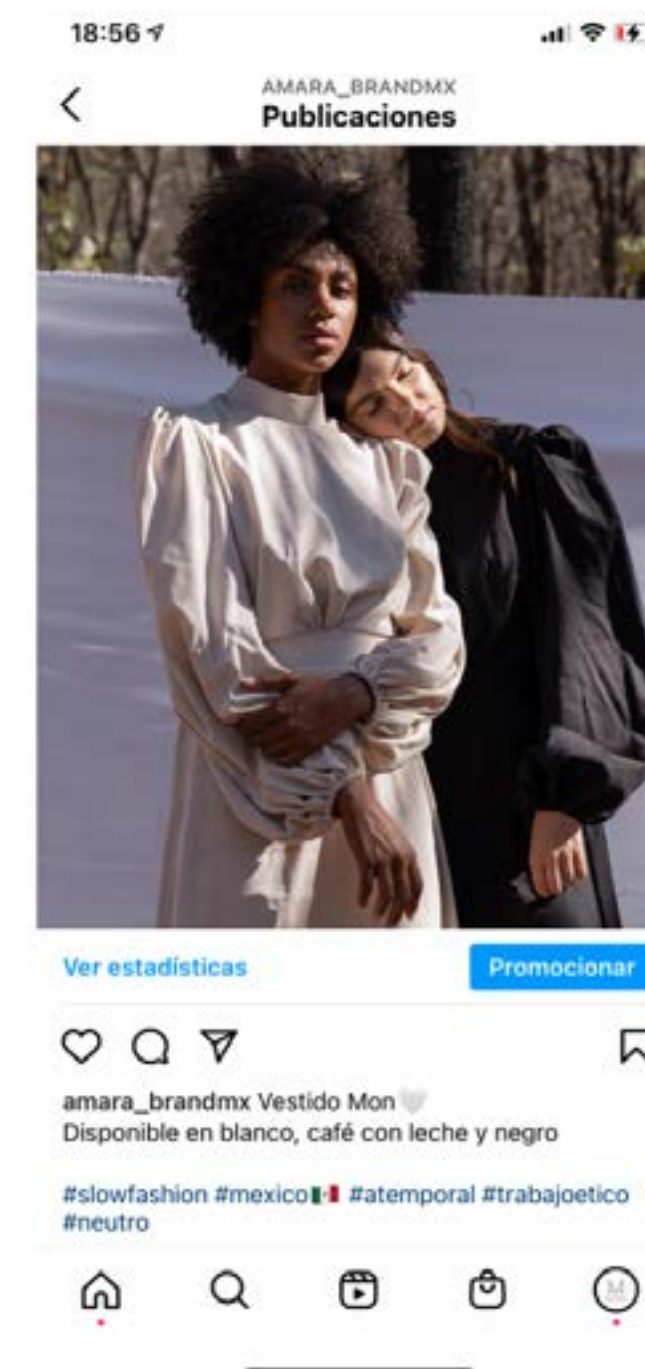 18:56
AMARA_BRANDMX
Publicaciones
Ver estadísticas
Promocionar
amara_brandmx Vestido Mon🤍
Disponible en blanco, café con leche y negro
#slowfashion #mexico🇲🇽 #atemporal #trabajoetico
#neutro